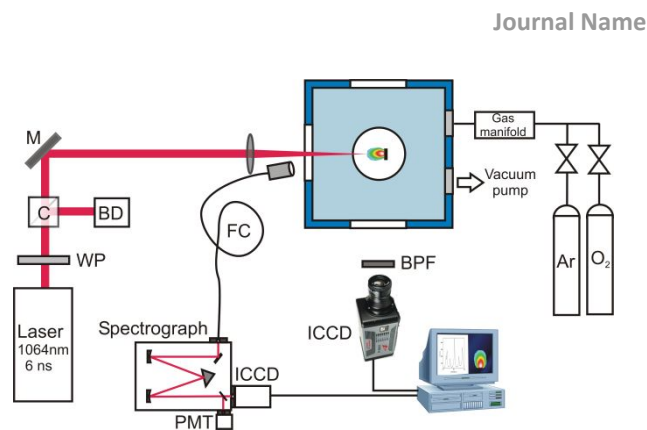 Journal Name
M
Gas
manifold
Vacuum
pump
C
BD
FC
WP
BPF
Ar
O2
Laser
1064nm
6 ns
Spectrograph
ICCD
ICCD
PMT